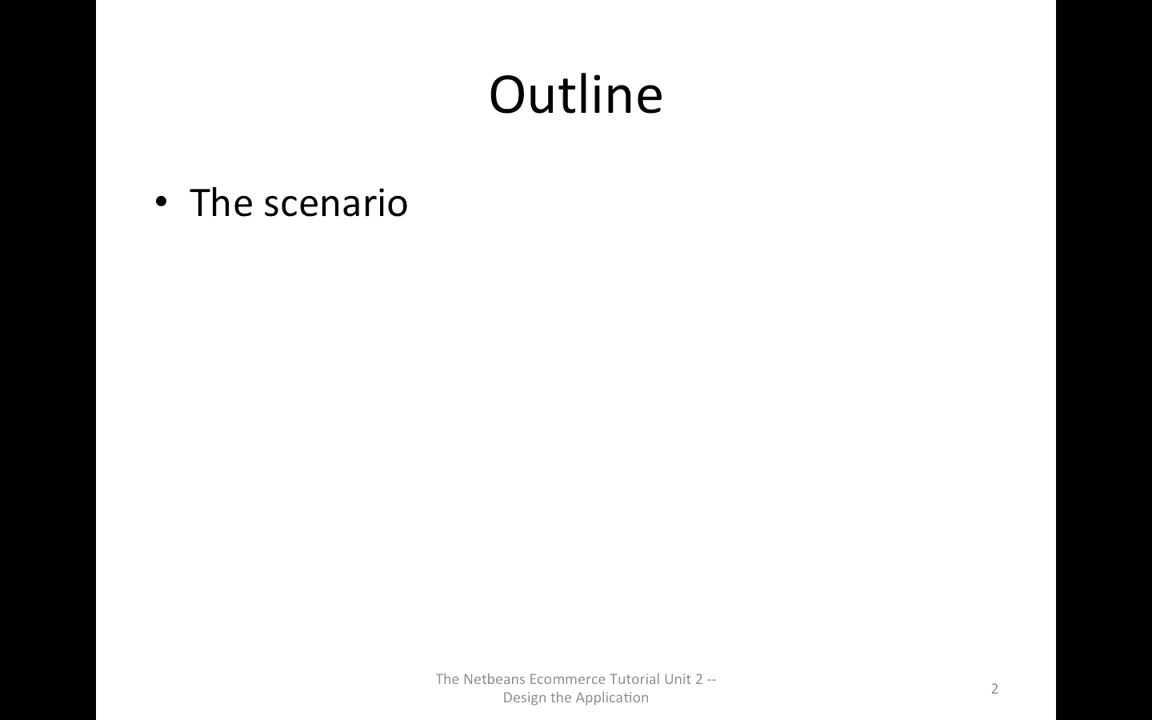 Outline
• The scenario
The Netbeans Ecommerce Tutorial Unit 2 --
Design the Application
2